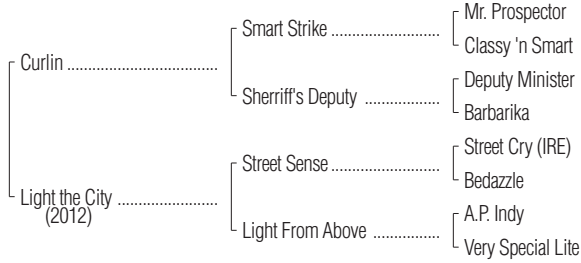 Mr. Prospector
Smart Strike ........................
Classy 'n Smart
Curlin .................................
Deputy Minister
Sherriff's Deputy ................
Barbarika
Street Cry (IRE)
Street Sense ........................
Bedazzle
Light the City ......................
(2012)
A.P. Indy
Light From Above ...............
Very Special Lite